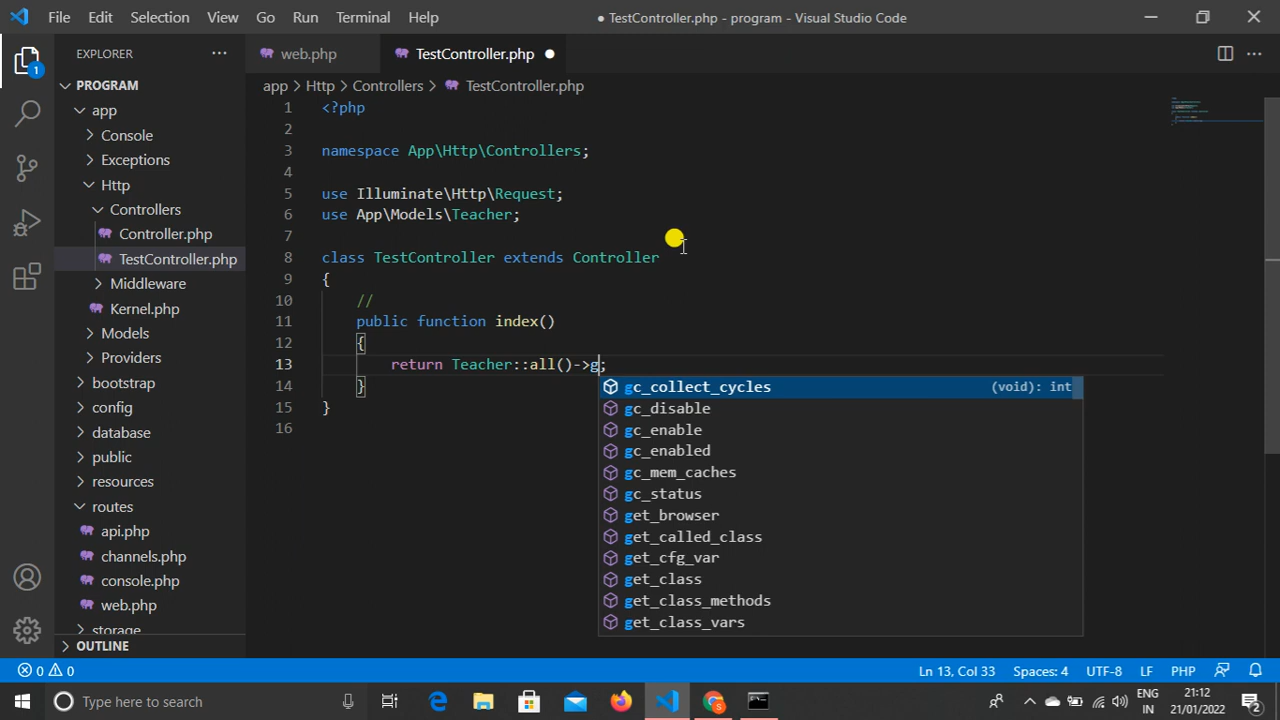 File Edit Selection View Go Run Terminal Help
● TestController.php - program - Visual Studio Code
EXPLORER
1
PROGRAM
app
Console
Exceptions
Http
Controllers
Controller.php
TestController.php
Middleware
Kernel.php
Models
Providers
bootstrap
config
database
public
resources
routes
api.php
channels.php
console.php
web.php
storage
OUTLINE
web.php TestController.php
app > Http > Controllers > TestController.php
1 <?php
2
3 namespace App\Http\Controllers;
4
5 use Illuminate\Http\Request;
6 use App\Models\Teacher;
7
8 class TestController extends Controller
9 {
10 //
11 public function index()
12 {
13 return Teacher::all()->g;
14 }
15 }
16
gc_collect_cycles (void): int
gc_disable
gc_enable
gc_enabled
gc_mem_caches
gc_status
get_browser
get_called_class
get_cfg_var
get_class
get_class_methods
get_class_vars
0 0 Ln 13, Col 33 Spaces: 4 UTF-8 LF PHP
Type here to search
S
ENG
IN
21:12
21/01/2022
2